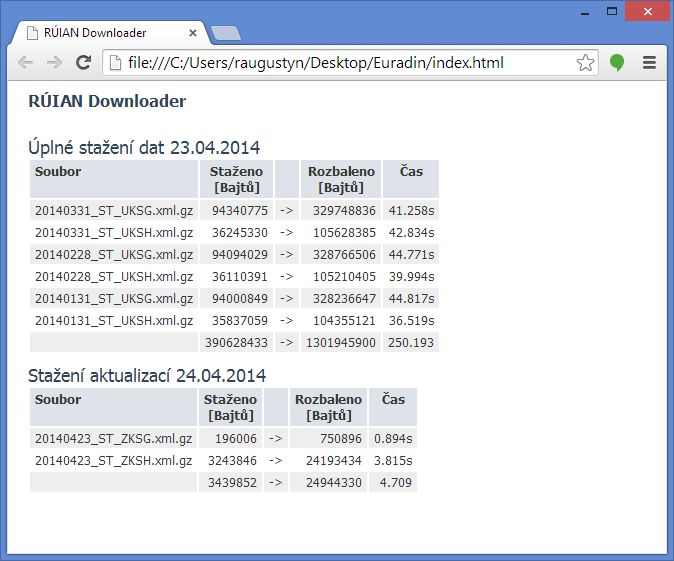 RÚIAN Downloader
file:///C:/Users/raugustyn/Desktop/Euradin/index.html
RÚIAN Downloader
Úplné stažení dat 23.04.2014
Soubor Staženo [Bajtů] Rozbaleno [Bajtů] Čas
20140331_ST_UKSG.xml.gz 94340775 -> 329748836 41.258s
20140331_ST_UKSH.xml.gz 36245330 -> 105628385 42.834s
20140228_ST_UKSG.xml.gz 94094029 -> 328766506 44.771s
20140228_ST_UKSH.xml.gz 36110391 -> 105210405 39.994s
20140131_ST_UKSG.xml.gz 94000849 -> 328236647 44.817s
20140131_ST_UKSH.xml.gz 35837059 -> 104355121 36.519s
390628433 -> 1301945900 250.193
Stažení aktualizací 24.04.2014
Soubor Staženo [Bajtů] Rozbaleno [Bajtů] Čas
20140423_ST_ZKSG.xml.gz 196006 -> 750896 0.894s
20140423_ST_ZKSH.xml.gz 3243846 -> 24193434 3.815s
3439852 -> 24944330 4.709